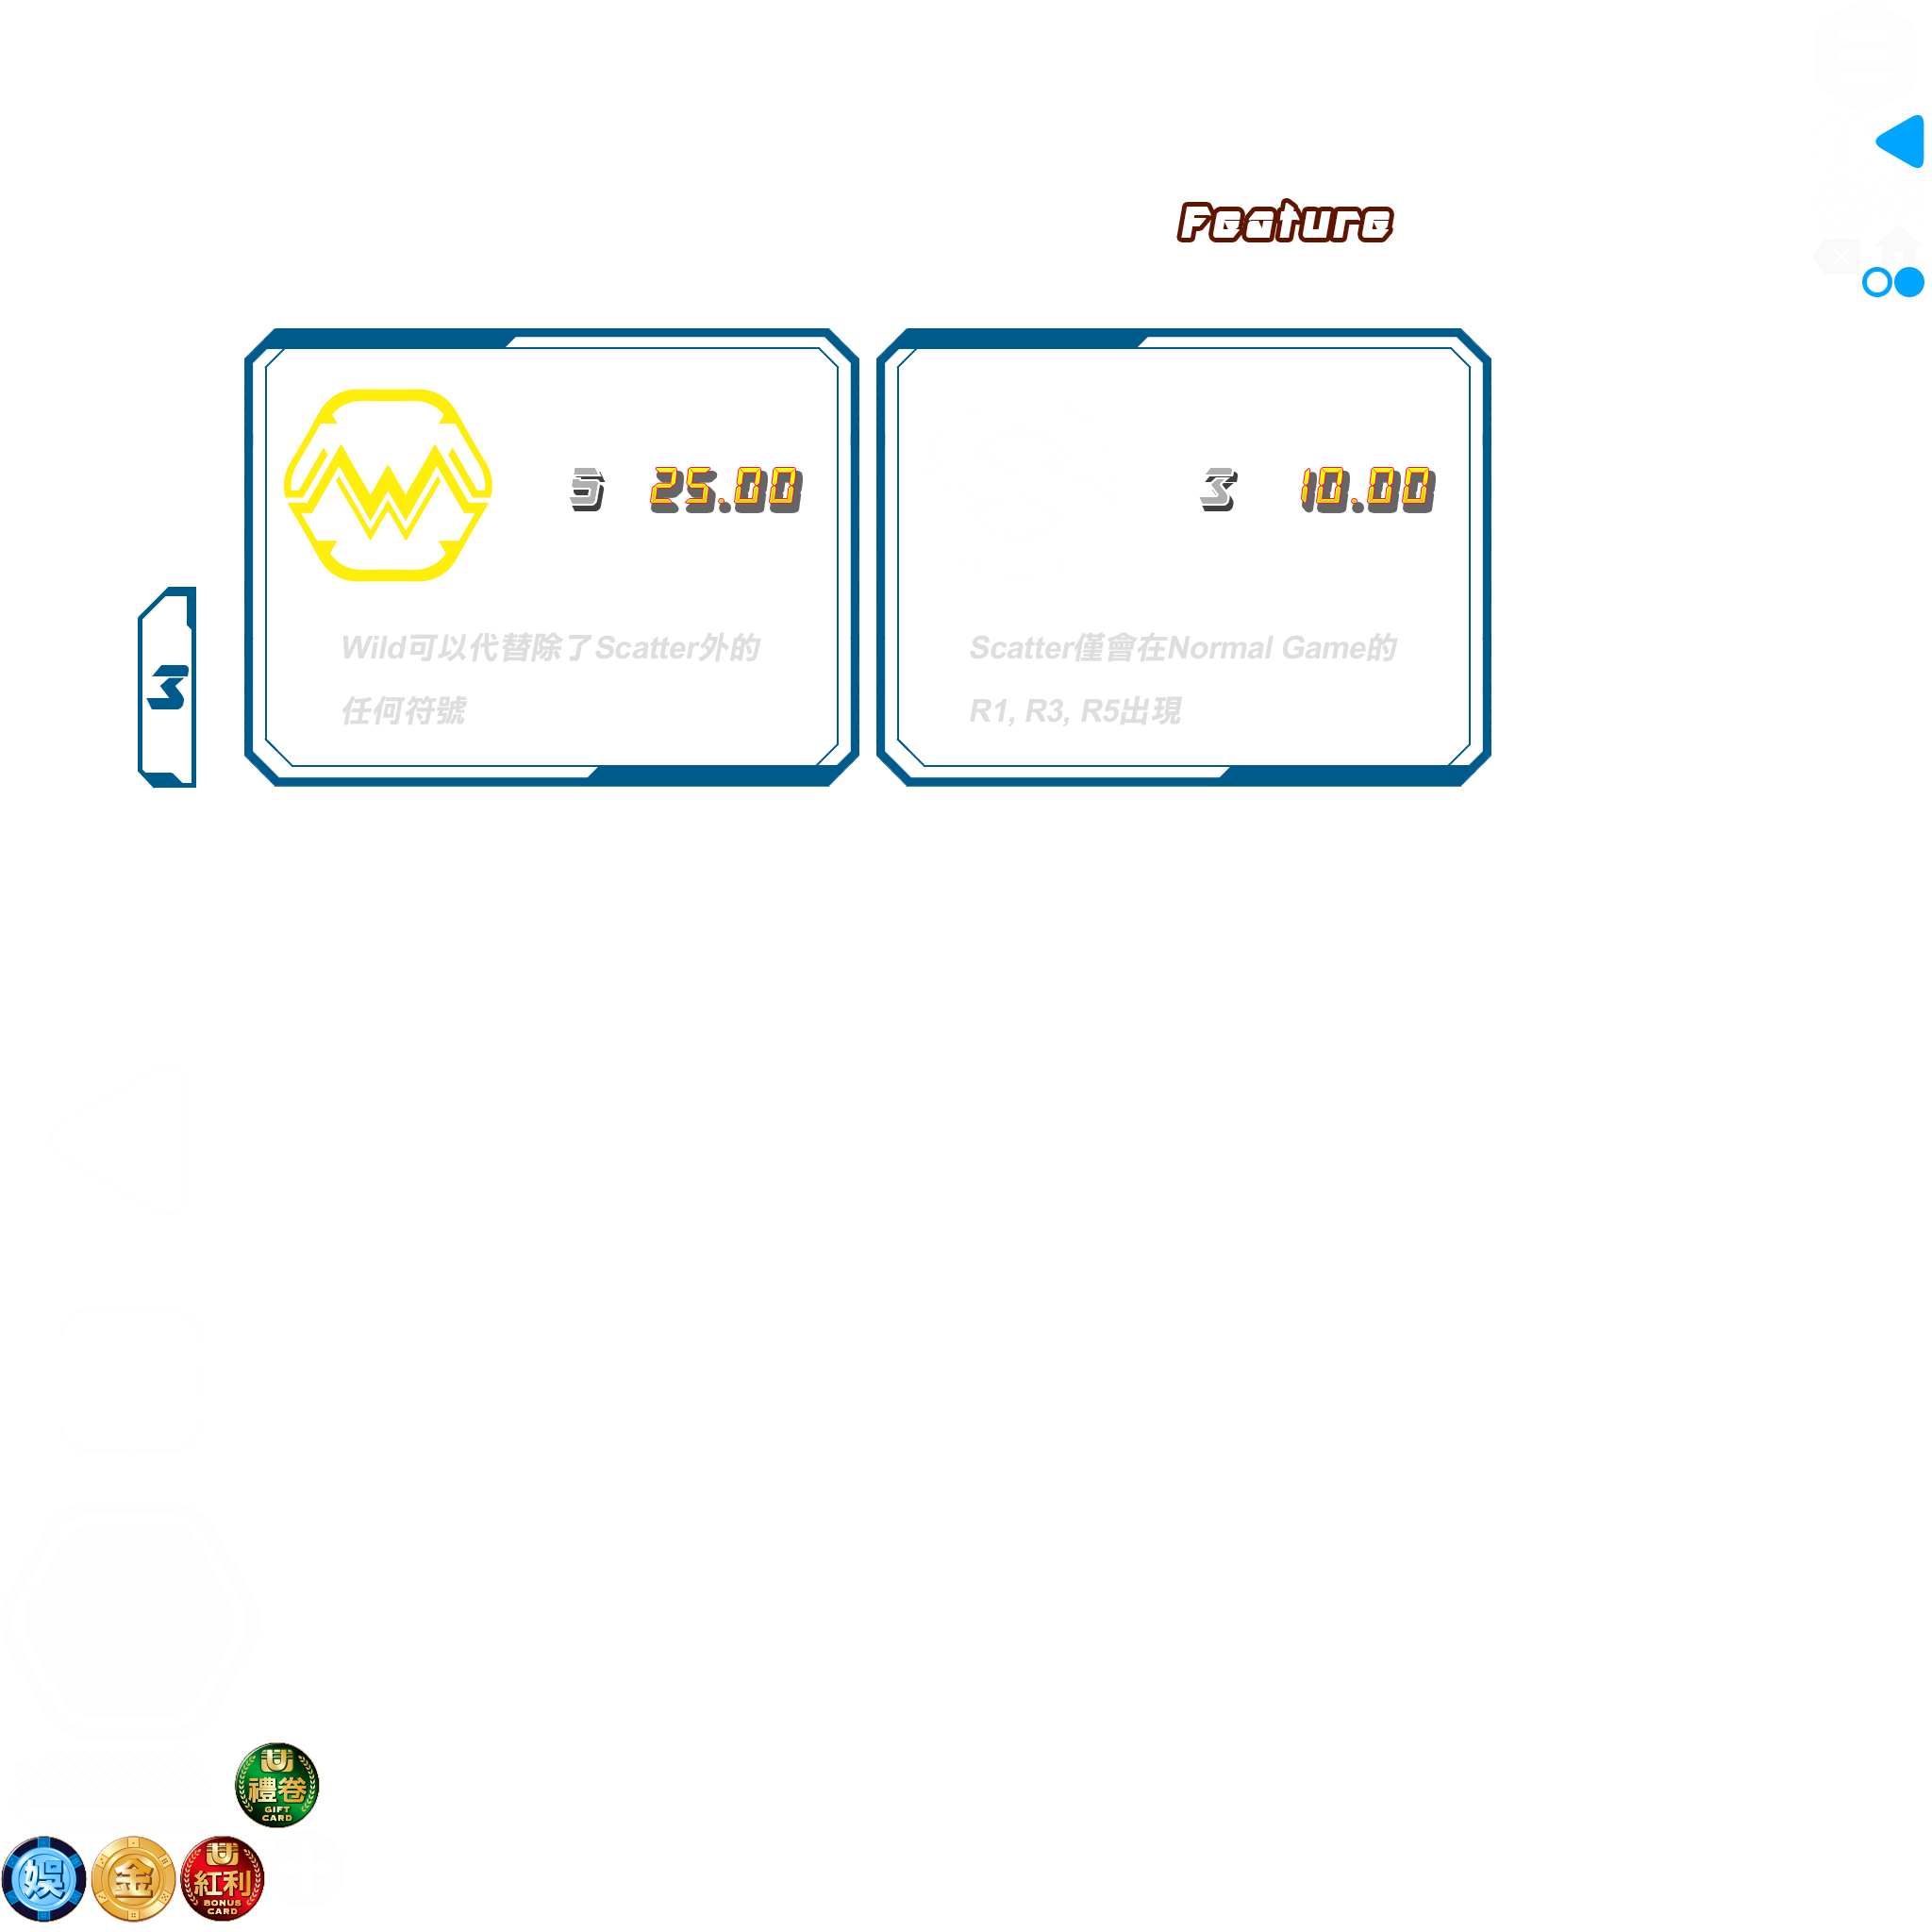 Feature
5 25.00
3 10.00
Wild可以代替除了Scatter外的
任何符號
Scatter僅會在Normal Game的
R1, R3, R5出現
3
U
禮卷
GIFT
CARD
娛
金
U
紅利
BONUS
CARD